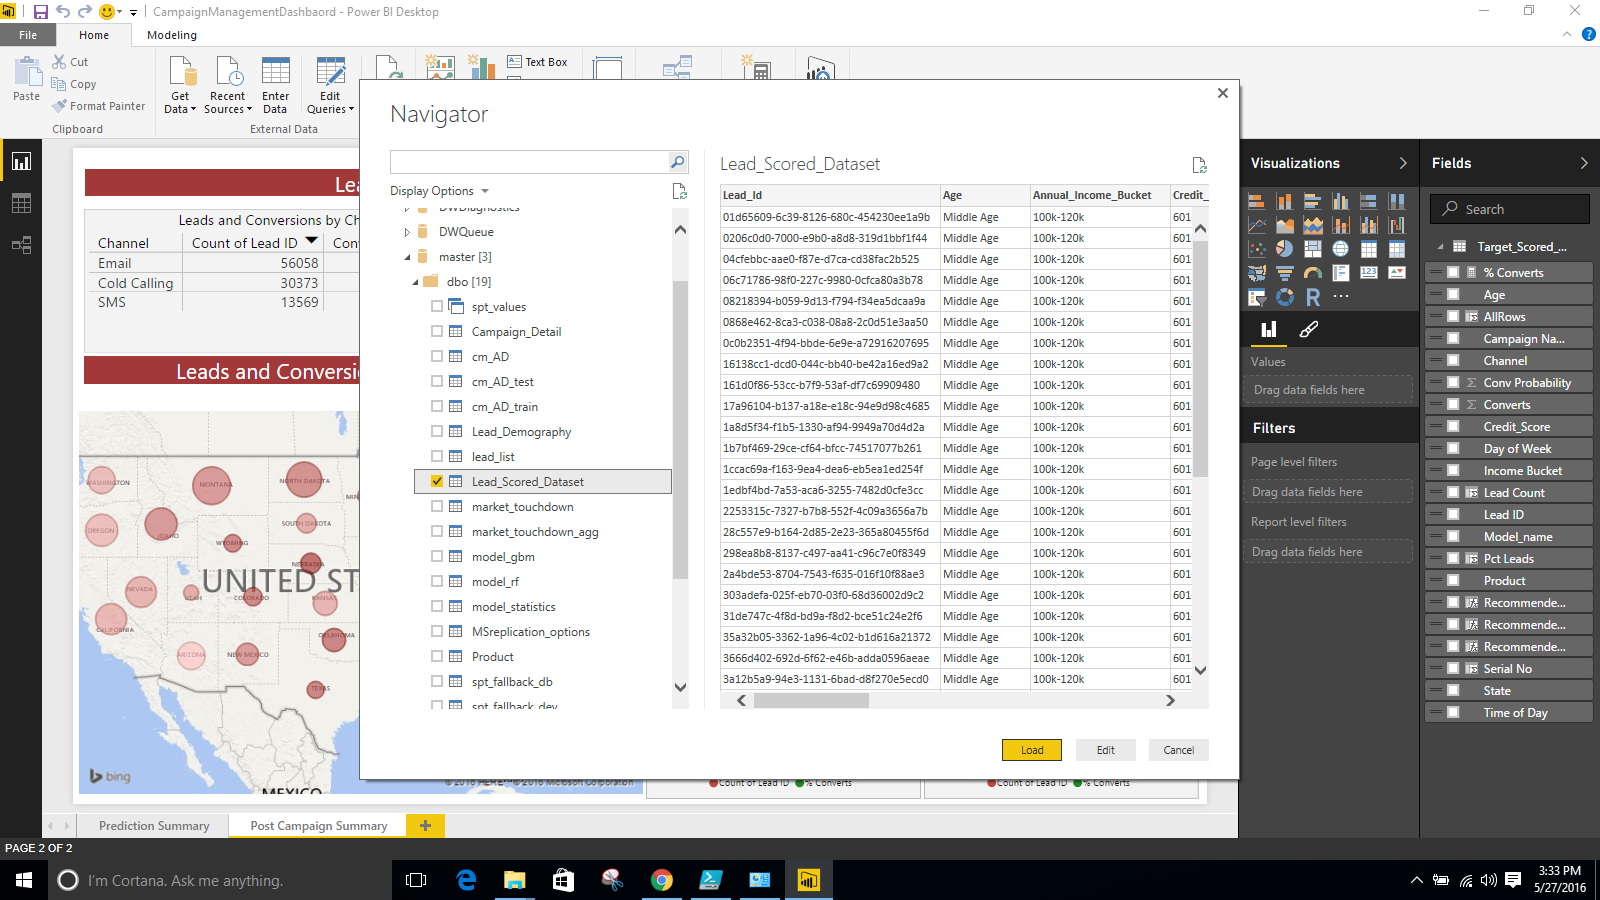 CampaignManagementDashbaord - Power BI Desktop
File
Home
Modeling
Paste
Cut
Copy
Format Painter
Clipboard
Get Data
Recent Sources
Enter Data
Edit Queries
External Data
Text Box
Navigator
Display Options
DWDiagnostics
DWQueue
master [3]
dbo [19]
spt_values
Campaign_Detail
cm_AD
cm_AD_test
cm_AD_train
Lead_Demography
lead_list
Lead_Scored_Dataset
market_touchdown
market_touchdown_agg
model_gbm
model_rf
model_statistics
MSreplication_options
Product
spt_fallback_db
spt_fallback_dev
Lead_Scored_Dataset
Lead_Id Age Annual_Income_Bucket Credit_
01d65609-6c39-8126-680c-454230ee1a9b Middle Age 100k-120k 601
0206c0d0-7000-e9b0-a8d8-319d1bbf1f44 Middle Age 100k-120k 601
04cfebbc-aae0-f87e-d7ca-cd38fac2b525 Middle Age 100k-120k 601
06c71786-98f0-227c-9980-0cfca80a3b78 Middle Age 100k-120k 601
08218394-b059-9d13-f794-f34ea5dcaa9a Middle Age 100k-120k 601
0868e462-8ca3-c038-08a8-2c0d51e3aa50 Middle Age 100k-120k 601
0c0b2351-4f94-bbde-6e9e-a72916207695 Middle Age 100k-120k 601
16138cc1-dcd0-044c-bb40-be42a16ed9a2 Middle Age 100k-120k 601
161d0f86-53cc-b7f9-53af-df7c69909480 Middle Age 100k-120k 601
17a96104-b137-a18e-e18c-94e9d98c4685 Middle Age 100k-120k 601
1a8d5f34-f1b5-1330-af94-9949a70d4d2a Middle Age 100k-120k 601
1b7bf469-29ce-cf64-bfcc-74517077b261 Middle Age 100k-120k 601
1ccac69a-f163-9ea4-dea6-eb5ea1ed254f Middle Age 100k-120k 601
1edbf4bd-7a53-aca6-3255-7482d0cfe3cc Middle Age 100k-120k 601
2253315c-7327-b7b8-552f-4c09a3656a7b Middle Age 100k-120k 601
28c557e9-b164-2d85-2e23-365a80455f6d Middle Age 100k-120k 601
298ea8b8-8137-c497-aa41-c96c7e0f8349 Middle Age 100k-120k 601
2a4bde53-8704-7543-f635-016f10f88ae3 Middle Age 100k-120k 601
303adefa-025f-eb70-03f0-68d36002d9c2 Middle Age 100k-120k 601
31de747c-4f8d-bd9a-f8d2-bce51c24e2f6 Middle Age 100k-120k 601
35a32b05-3362-1a96-4c02-b1d616a21372 Middle Age 100k-120k 601
3666d402-692d-6f62-e46b-adda0596aeae Middle Age 100k-120k 601
3a12b5a9-94e3-1131-6bad-d8f270e5ecd0 Middle Age 100k-120k 601
Load
Edit
Cancel
Lea
Leads and Conversions by Ch
Channel Count of Lead ID Con
Email 56058
Cold Calling 30373
SMS 13569
Leads and Conversi
WASHINGTON
MONTANA
NORTH DAKOTA
MIN
OREGON
IDAHO
SOUTH DAKOTA
WYOMING
NEBRASKA
UNITED ST
NEVADA
UTAH
COLORADO
KANSAS
CALIFORNIA
OKLAHOMA
ARIZONA
NEW MEXICO
TEXAS
MEXICO
bing
© 2016 HERE © 2016 Microsoft Corporation
Count of Lead ID % Converts
Count of Lead ID % Converts
Visualizations
R
Values
Drag data fields here
Filters
Page level filters
Drag data fields here
Report level filters
Drag data fields here
Fields
Search
Target_Scored_...
% Converts
Age
AllRows
Campaign Na...
Channel
Conv Probability
Converts
Credit_Score
Day of Week
Income Bucket
Lead Count
Lead ID
Model_name
Pct Leads
Product
Recommende...
Recommende...
Recommende...
Serial No
State
Time of Day
Prediction Summary
Post Campaign Summary
PAGE 2 OF 2
I'm Cortana. Ask me anything.
3:33 PM
5/27/2016